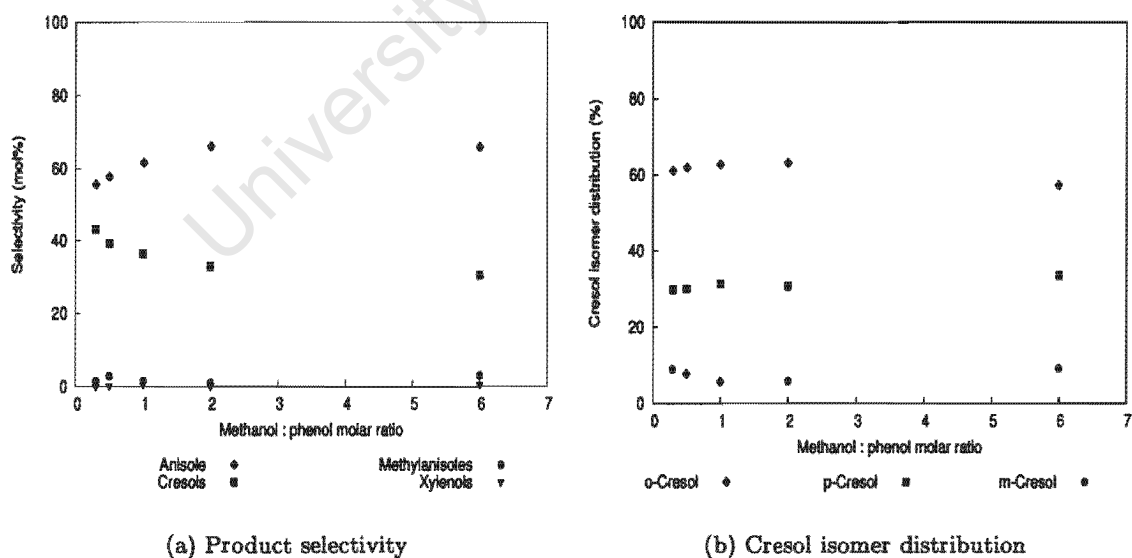 University
100
80
60
40
20
0
Selectivity (mol%)
0 1 2 3 4 5 6 7
Methanol : phenol molar ratio
Anisole
Methylanisoles
Cresols
Xylenols
(a) Product selectivity
100
80
60
40
20
0
Cresol isomer distribution (%)
0 1 2 3 4 5 6 7
Methanol : phenol molar ratio
o-Cresol p-Cresol m-Cresol
(b) Cresol isomer distribution